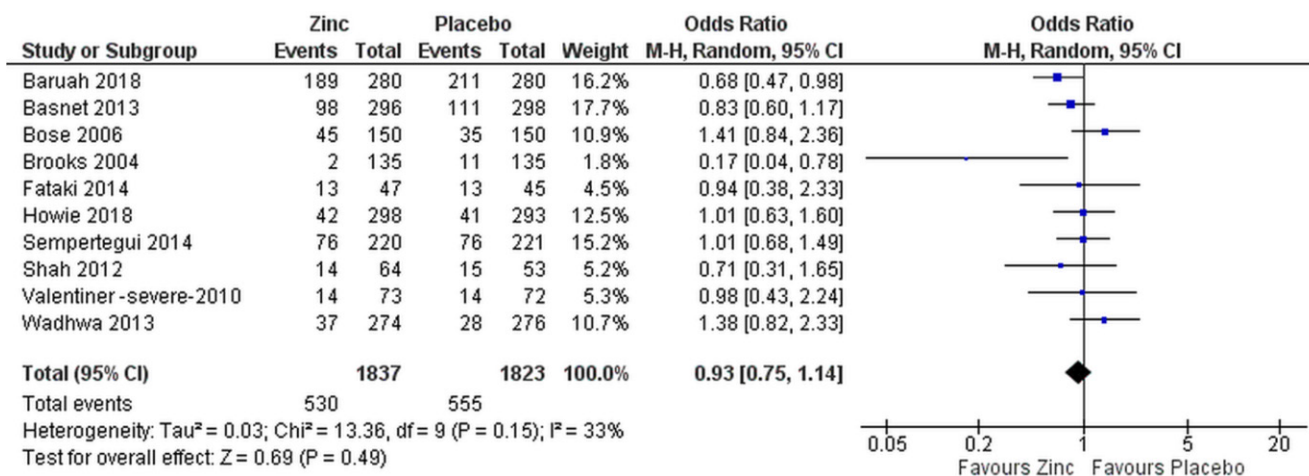 Zinc Placebo Odds Ratio Odds Ratio
Study or Subgroup Events Total Events Total Weight M-H, Random, 95% CI M-H, Random, 95% CI
Baruah 2018 189 280 211 280 16.2% 0.68 [0.47, 0.98]
Basnet 2013 98 296 111 298 17.7% 0.83 [0.60, 1.17]
Bose 2006 45 150 35 150 10.9% 1.41 [0.84, 2.36]
Brooks 2004 2 135 11 135 1.8% 0.17 [0.04, 0.78]
Fataki 2014 13 47 13 45 4.5% 0.94 [0.38, 2.33]
Howie 2018 42 298 41 293 12.5% 1.01 [0.63, 1.60]
Sempertegui 2014 76 220 76 221 15.2% 1.01 [0.68, 1.49]
Shah 2012 14 64 15 53 5.2% 0.71 [0.31, 1.65]
Valentiner -severe-2010 14 73 14 72 5.3% 0.98 [0.43, 2.24]
Wadhwa 2013 37 274 28 276 10.7% 1.38 [0.82, 2.33]
Total (95% CI) 1837 1823 100.0% 0.93 [0.75, 1.14]
Total events 530 555
Heterogeneity: Tau² = 0.03; Chi² = 13.36, df = 9 (P = 0.15); I² = 33%
Test for overall effect: Z = 0.69 (P = 0.49)
0.05 0.2 1 5 20
Favours Zinc Favours Placebo